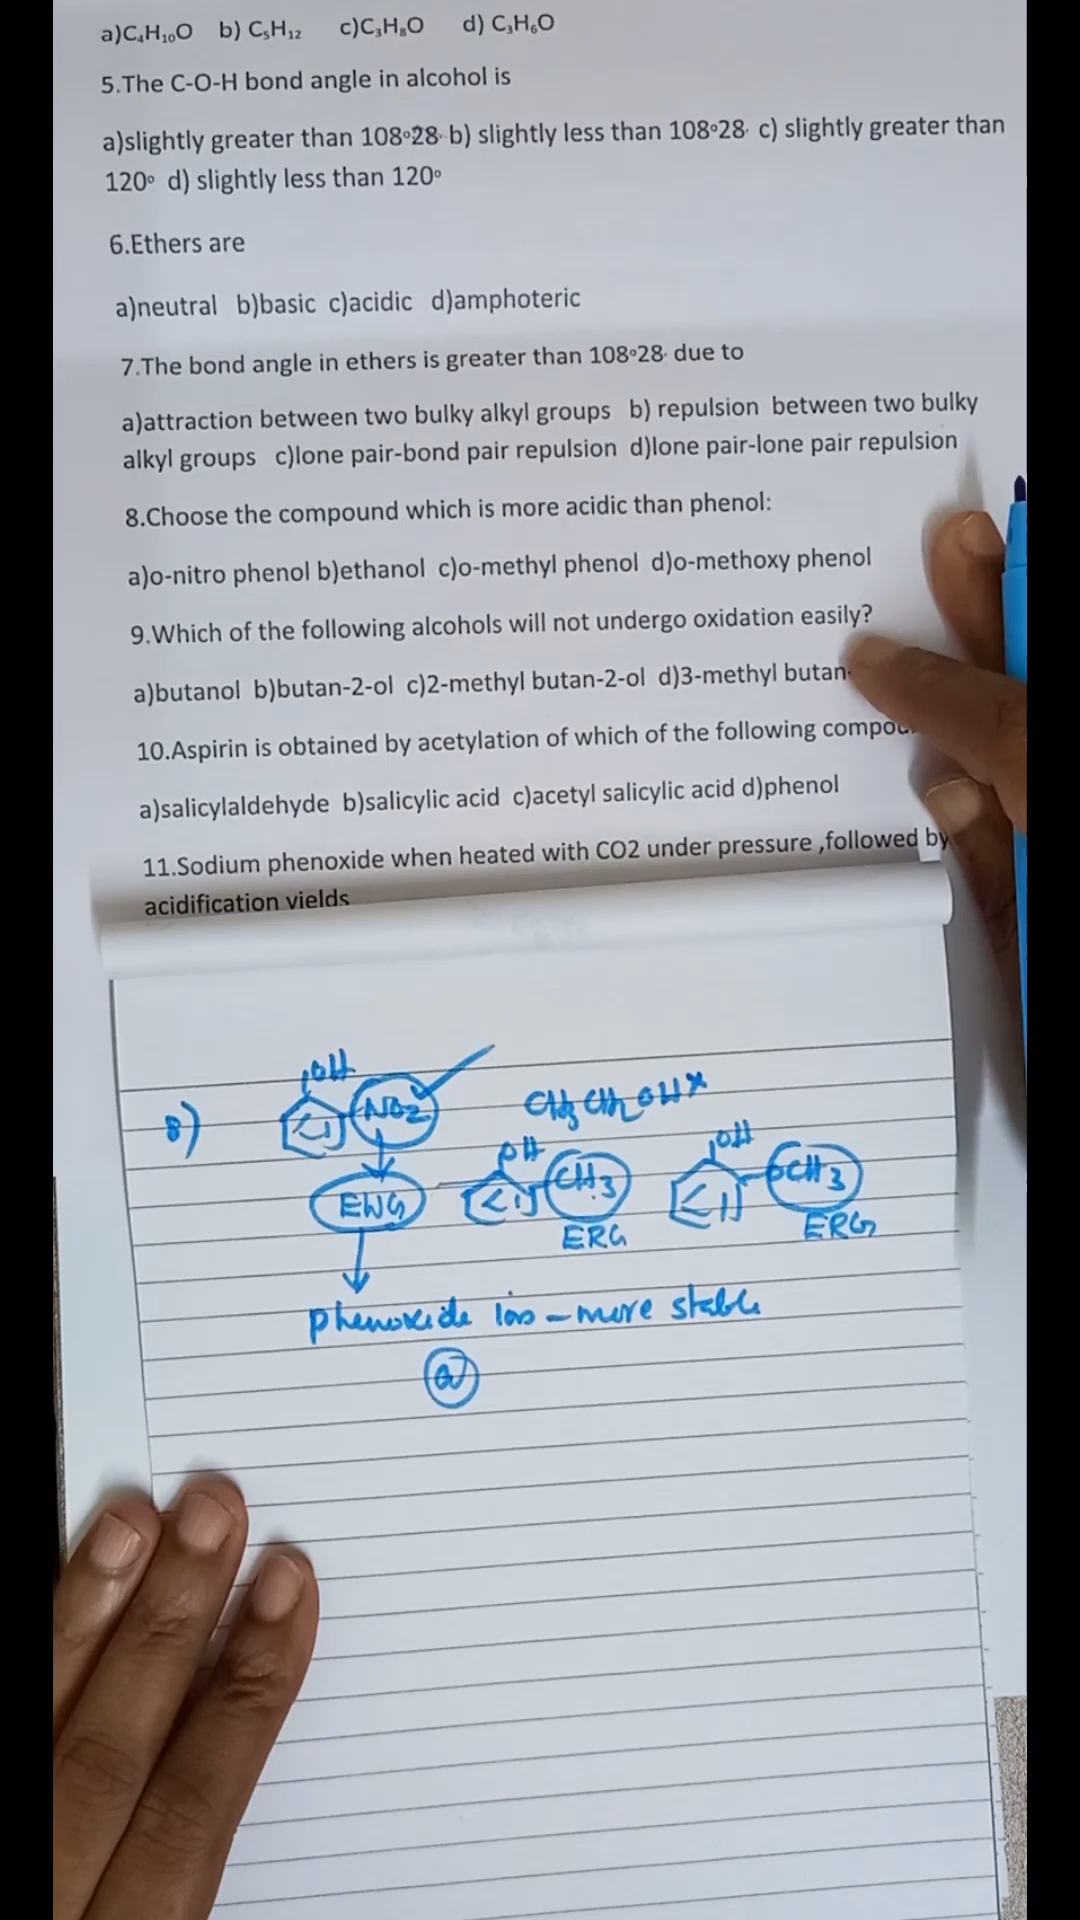 a)C₄H₁₀O b) C₅H₁₂ c)C₃H₈O d) C₃H₆O
5.The C-O-H bond angle in alcohol is
a)slightly greater than 108°28' b) slightly less than 108°28' c) slightly greater than
120° d) slightly less than 120°
6.Ethers are
a)neutral b)basic c)acidic d)amphoteric
7.The bond angle in ethers is greater than 108°28' due to
a)attraction between two bulky alkyl groups b) repulsion between two bulky
alkyl groups c)lone pair-bond pair repulsion d)lone pair-lone pair repulsion
8.Choose the compound which is more acidic than phenol:
a)o-nitro phenol b)ethanol c)o-methyl phenol d)o-methoxy phenol
9.Which of the following alcohols will not undergo oxidation easily?
a)butanol b)butan-2-ol c)2-methyl butan-2-ol d)3-methyl butan-
10.Aspirin is obtained by acetylation of which of the following
a)salicylaldehyde b)salicylic acid c)acetyl salicylic acid d)phenol
11.Sodium phenoxide when heated with CO2 under pressure ,followed by
acidification yields
8) OH NO₂ CH₃ CH₂ OH ×
EWG OH CH₃ OH OCH₃
ERG ERG
phenoxide ion - more stable
a